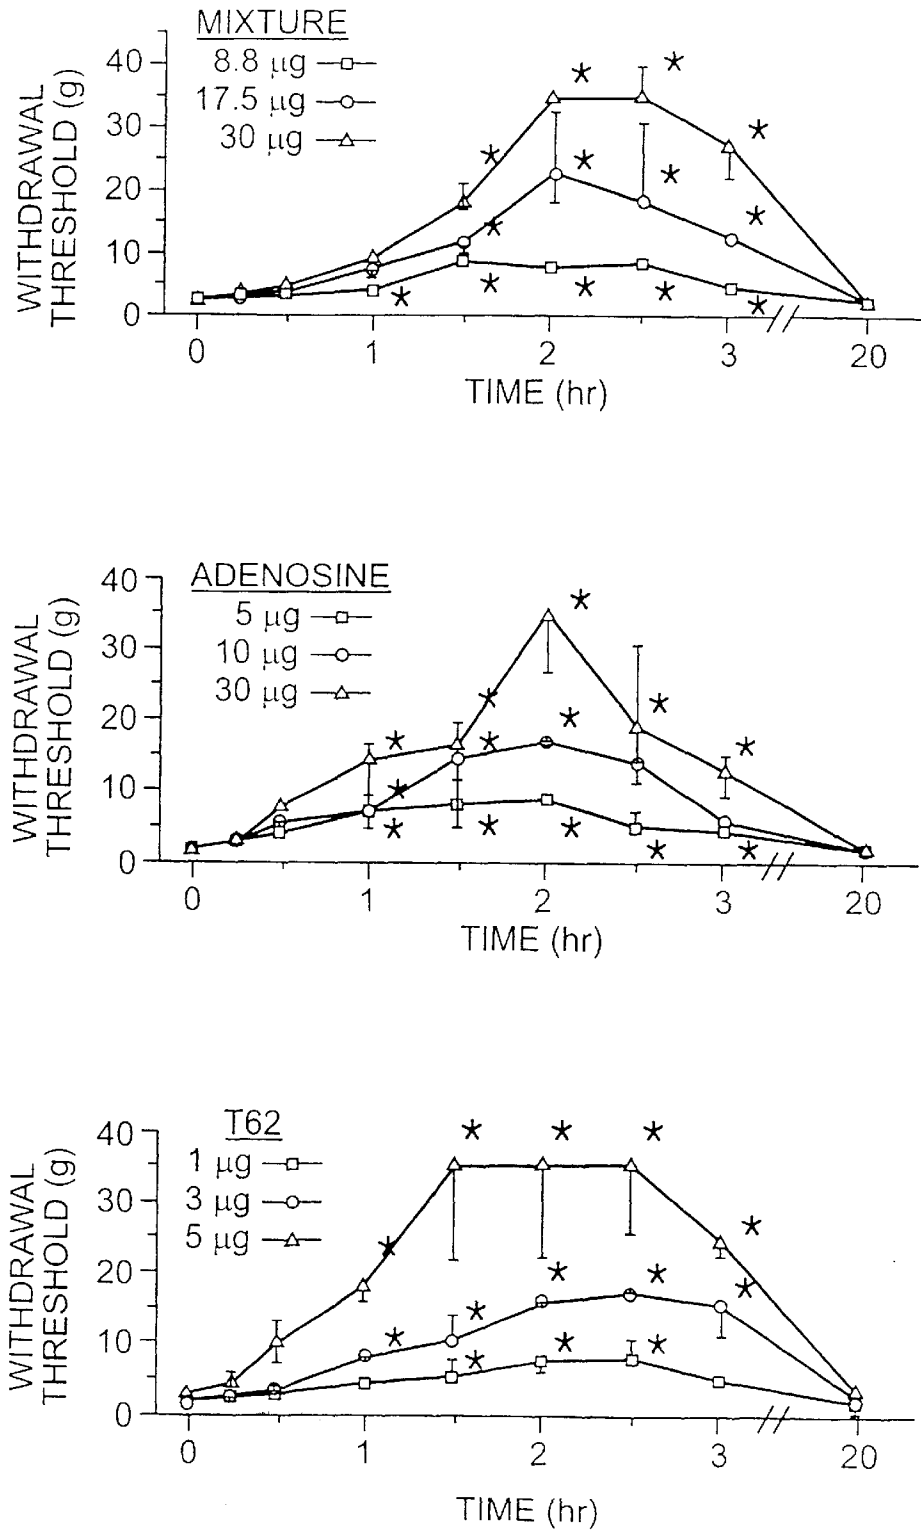 MIXTURE
8.8 µg
17.5 µg
30 µg
WITHDRAWAL
THRESHOLD (g)
40
30
20
10
0
0 1 2 3 20
TIME (hr)
ADENOSINE
5 µg
10 µg
30 µg
WITHDRAWAL
THRESHOLD (g)
40
30
20
10
0
0 1 2 3 20
TIME (hr)
T62
1 µg
3 µg
5 µg
WITHDRAWAL
THRESHOLD (g)
40
30
20
10
0
0 1 2 3 20
TIME (hr)